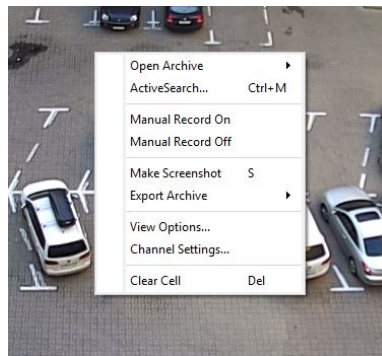 Open Archive
ActiveSearch... Ctrl+M
Manual Record On
Manual Record Off
Make Screenshot S
Export Archive
View Options...
Channel Settings...
Clear Cell Del